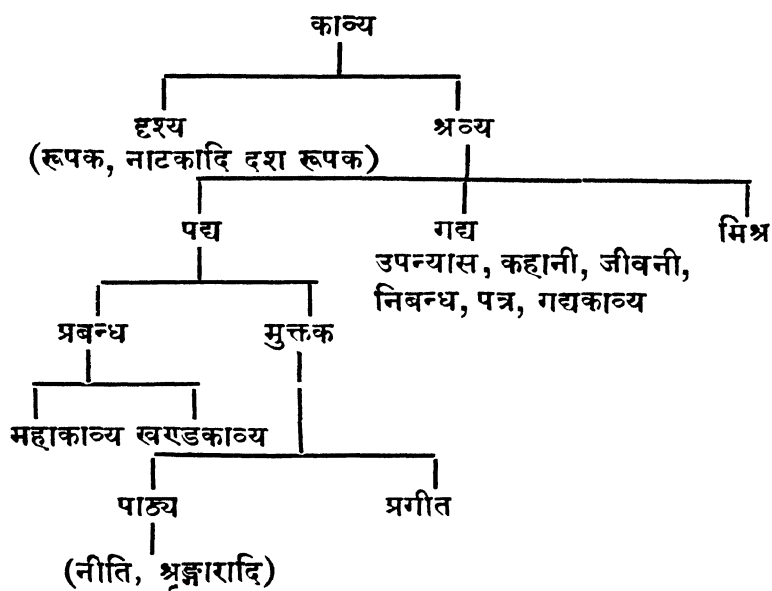 काव्य
दृश्य श्रव्य
(रूपक, नाटकादि दश रूपक)
पद्य गद्य मिश्र
उपन्यास, कहानी, जीवनी,
निबन्ध, पत्र, गद्यकाव्य
प्रबन्ध मुक्तक
महाकाव्य खण्डकाव्य
पाठ्य प्रगीत
(नीति, श्रृङ्गारादि)